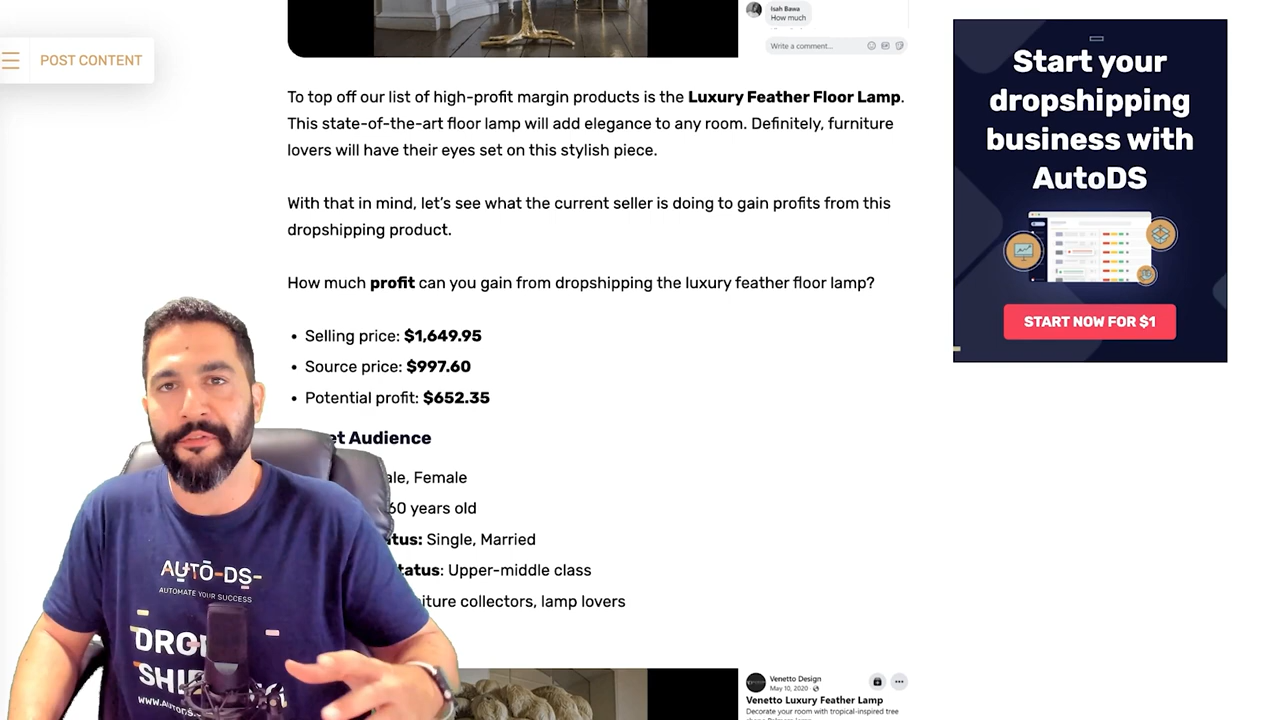 POST CONTENT
Isah Bawa
How much
Write a comment...
To top off our list of high-profit margin products is the Luxury Feather Floor Lamp.
This state-of-the-art floor lamp will add elegance to any room. Definitely, furniture
lovers will have their eyes set on this stylish piece.
With that in mind, let’s see what the current seller is doing to gain profits from this
dropshipping product.
How much profit can you gain from dropshipping the luxury feather floor lamp?
• Selling price: $1,649.95
• Source price: $997.60
• Potential profit: $652.35
et Audience
ale, Female
60 years old
tus: Single, Married
tatus: Upper-middle class
iture collectors, lamp lovers
Venetto Design
May 10, 2020
Venetto Luxury Feather Lamp
Decorate your room with tropical-inspired tree
Start your
dropshipping
business with
AutoDS
START NOW FOR $1
AUTO-DS-
AUTOMATE YOUR SUCCESS
DRO
SHI
WWW.AUTODS